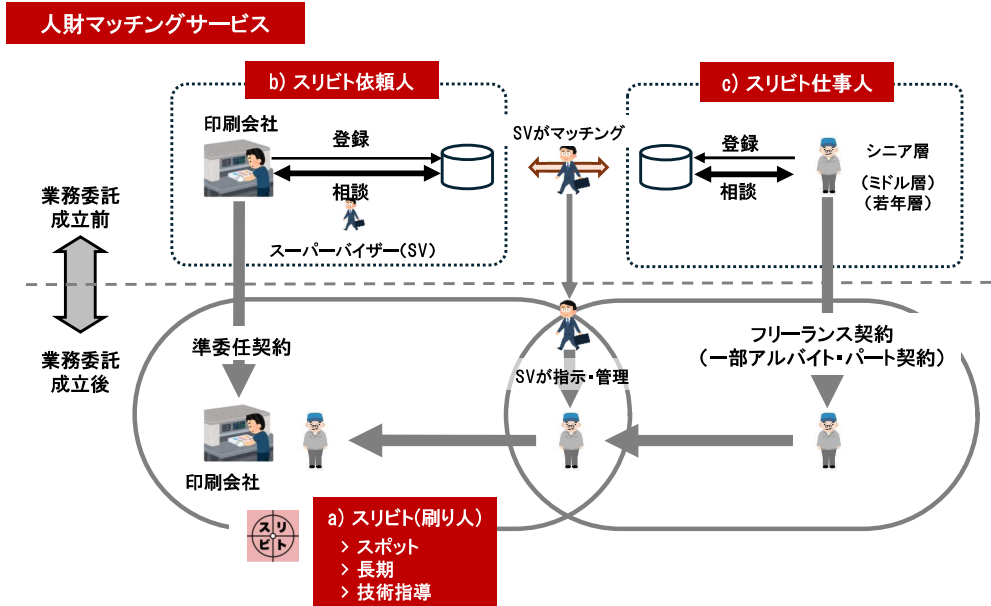 人財マッチングサービス
b) スリビト依頼人
c) スリビト仕事人
印刷会社
登録
相談
スーパーバイザー(SV)
SVがマッチング
登録
相談
シニア層
(ミドル層)
(若年層)
業務委託
成立前
業務委託
成立後
準委任契約
SVが指示・管理
フリーランス契約
(一部アルバイト・パート契約)
印刷会社
スリ
ビト
a) スリビト(刷り人)
> スポット
> 長期
> 技術指導